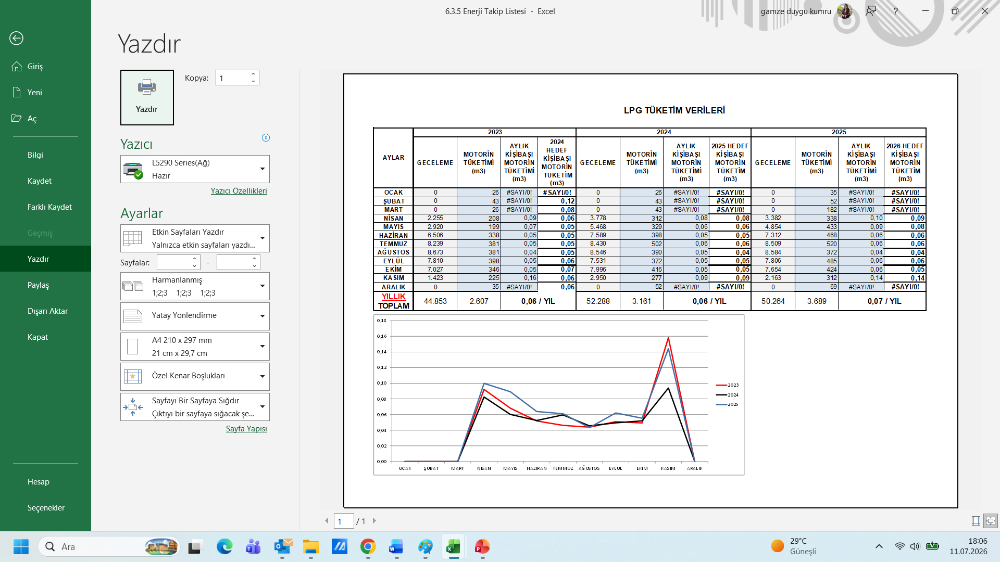 6.3.5 Enerji Takip Listesi  -  Excel
gamze duygu kumru
?
Giriş
Yeni
Aç
Bilgi
Kaydet
Farklı Kaydet
Geçmiş
Yazdır
Paylaş
Dışarı Aktar
Kapat
Hesap
Seçenekler
Yazdır
Yazdır
Kopya: 1
Yazıcı
L5290 Series(Ağ)
Hazır
Yazıcı Özellikleri
Ayarlar
Etkin Sayfaları Yazdır
Yalnızca etkin sayfaları yazdı...
Sayfalar: -
Harmanlanmış
1;2;3 1;2;3 1;2;3
Yatay Yönlendirme
A4 210 x 297 mm
21 cm x 29,7 cm
Özel Kenar Boşlukları
Sayfayı Bir Sayfaya Sığdır
Çıktıyı bir sayfaya sığacak şe...
Sayfa Yapısı
LPG TÜKETİM VERİLERİ
AYLAR 2023 2024 2025
GECELEME MOTORİN TÜKETİMİ (m3) AYLIK KİŞİBAŞI MOTORİN TÜKETİMİ (m3) 2024 HEDEF KİŞİBAŞI MOTORİN TÜKETİM (m3) GECELEME MOTORİN TÜKETİMİ (m3) AYLIK KİŞİBAŞI MOTORİN TÜKETİMİ (m3) 2025 HEDEF KİŞİBAŞI MOTORİN TÜKETİM (m3) GECELEME MOTORİN TÜKETİMİ (m3) AYLIK KİŞİBAŞI MOTORİN TÜKETİMİ (m3) 2026 HEDEF KİŞİBAŞI MOTORİN TÜKETİM (m3)
OCAK 0 26 #SAYI/0! #SAYI/0! 0 26 #SAYI/0! #SAYI/0! 0 35 #SAYI/0! #SAYI/0!
ŞUBAT 0 43 #SAYI/0! 0,12 0 43 #SAYI/0! #SAYI/0! 0 52 #SAYI/0! #SAYI/0!
MART 0 26 #SAYI/0! 0,08 0 43 #SAYI/0! #SAYI/0! 0 182 #SAYI/0! #SAYI/0!
NİSAN 2.255 208 0,09 0,06 3.778 312 0,08 0,08 3.382 338 0,10 0,09
MAYIS 2.920 199 0,07 0,05 5.468 329 0,06 0,06 4.854 433 0,09 0,08
HAZİRAN 6.506 338 0,05 0,05 7.589 398 0,05 0,05 7.312 468 0,06 0,06
TEMMUZ 8.239 381 0,05 0,05 8.430 502 0,06 0,06 8.509 520 0,06 0,06
AĞUSTOS 8.673 381 0,04 0,05 8.546 390 0,05 0,04 8.584 372 0,04 0,04
EYLÜL 7.810 398 0,05 0,06 7.531 372 0,05 0,05 7.806 485 0,06 0,06
EKİM 7.027 346 0,05 0,07 7.996 416 0,05 0,05 7.654 424 0,06 0,05
KASIM 1.423 225 0,16 0,06 2.950 277 0,09 0,09 2.163 312 0,14 0,14
ARALIK 0 35 #SAYI/0! 0,06 0 52 #SAYI/0! #SAYI/0! 0 69 #SAYI/0! #SAYI/0!
YILLIK TOPLAM 44.853 2.607 0,06 / YIL 52.288 3.161 0,06 / YIL 50.264 3.689 0,07 / YIL
0,18
0,16
0,14
0,12
0,10
0,08
0,06
0,04
0,02
0,00
OCAK ŞUBAT MART NİSAN MAYIS HAZİRAN TEMMUZ AĞUSTOS EYLÜL EKİM KASIM ARALIK
2023
2024
2025
1 / 1
Ara
29°C
Güneşli
18:06
11.07.2026